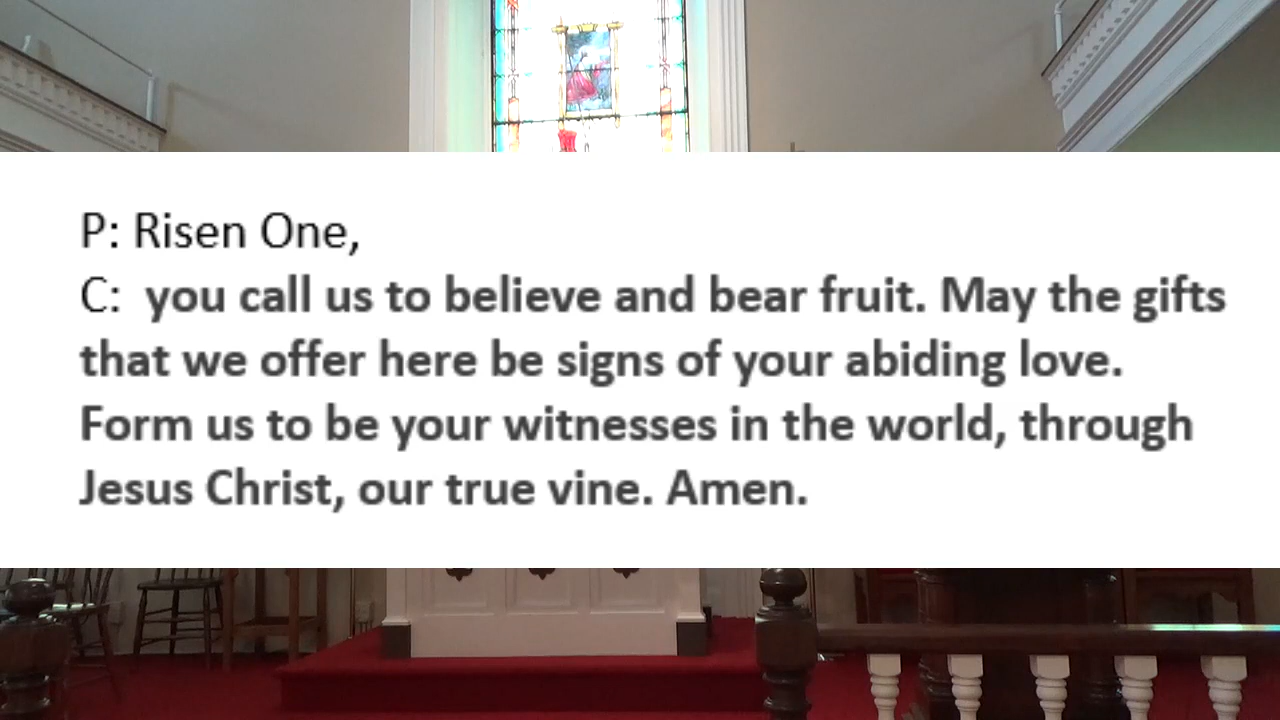 P: Risen One,
C:  you call us to believe and bear fruit. May the gifts
that we offer here be signs of your abiding love.
Form us to be your witnesses in the world, through
Jesus Christ, our true vine. Amen.